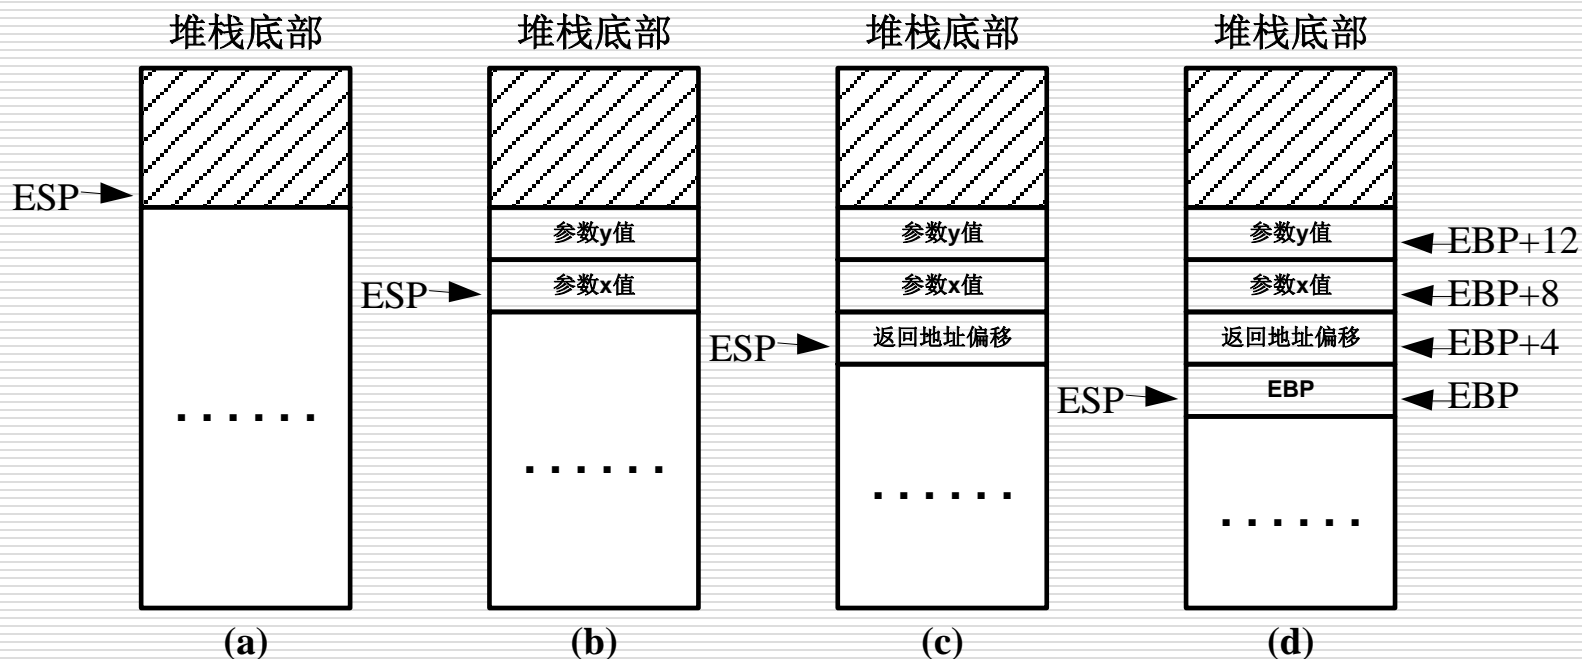 堆栈底部
堆栈底部
堆栈底部
堆栈底部
ESP
参数y值
参数y值
参数y值
EBP+12
ESP
参数x值
参数x值
参数x值
EBP+8
ESP
返回地址偏移
返回地址偏移
EBP+4
ESP
EBP
EBP
......
......
......
......
(a)
(b)
(c)
(d)